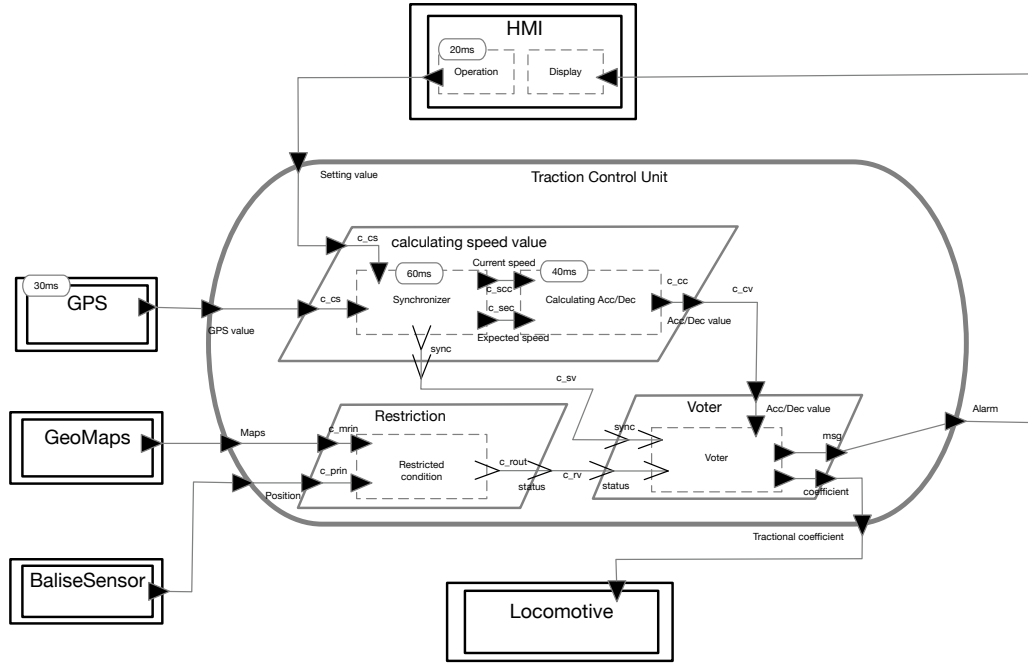 HMI
20ms
Operation
Display
Setting value
Traction Control Unit
c_cs
calculating speed value
Current speed
30ms
GPS
GPS value
c_cs
60ms
Synchronizer
c_scc
40ms
Calculating Acc/Dec
c_sec
Expected speed
c_cc
c_cv
Acc/Dec value
sync
c_sv
GeoMaps
Maps
c_mrin
Restriction
Restricted
condition
c_prin
Position
c_rout
status
c_rv
Voter
Acc/Dec value
sync
Voter
status
msg
coefficient
Alarm
Tractional coefficient
BaliseSensor
Locomotive